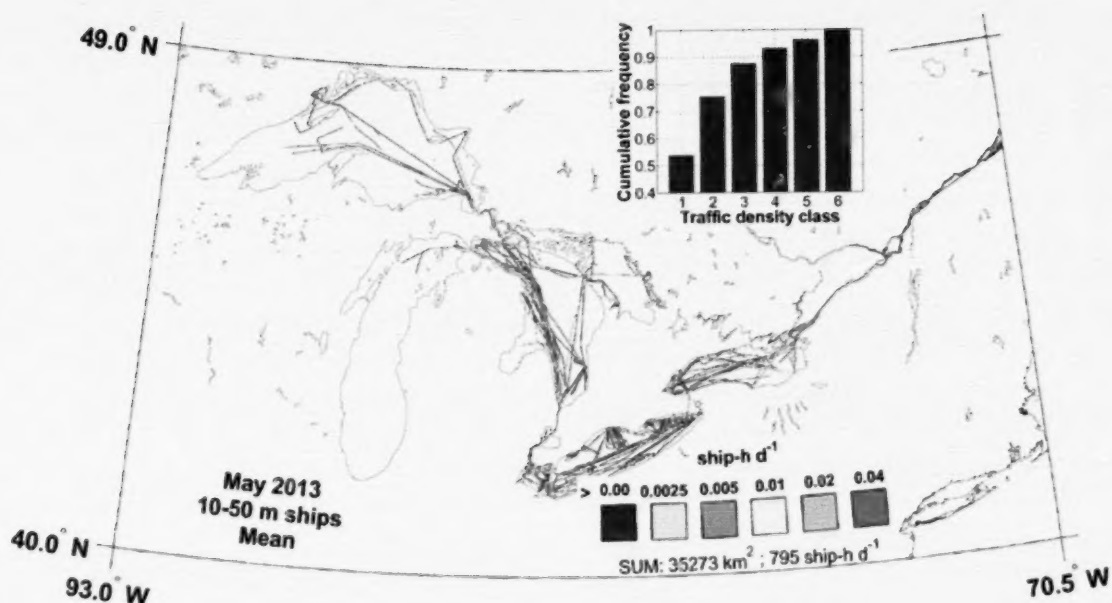 49.0° N
Cumulative frequency
1
0.9
0.8
0.7
0.6
0.5
0.4
1 2 3 4 5 6
Traffic density class
May 2013
10-50 m ships
Mean
ship-h d⁻¹
> 0.00 0.0025 0.005 0.01 0.02 0.04
SUM: 35273 km² ; 795 ship-h d⁻¹
40.0° N
93.0° W
70.5° W